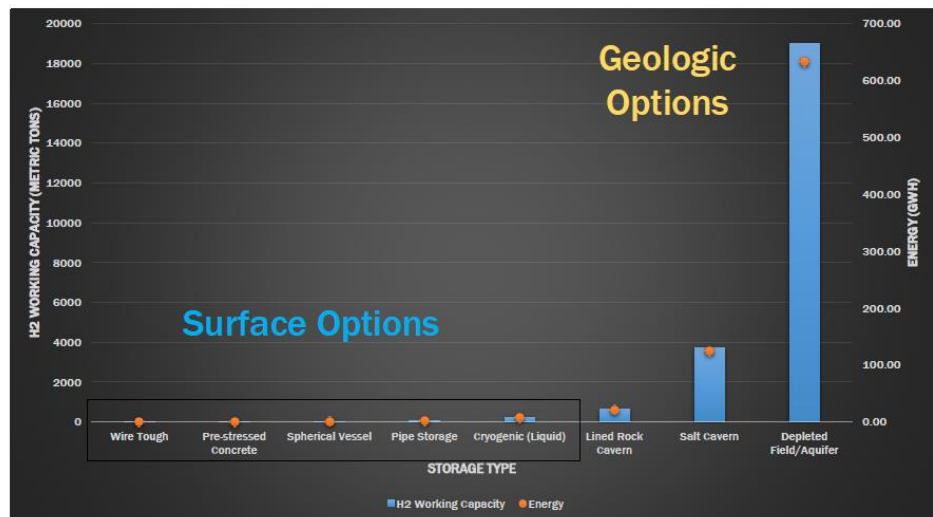 20000
18000
16000
14000
12000
10000
8000
6000
4000
2000
0
H2 WORKING CAPACITY (METRIC TONS)
700.00
600.00
500.00
400.00
300.00
200.00
100.00
0.00
ENERGY (GWH)
Geologic
Options
Surface Options
Wire Tough
Pre-stressed
Concrete
Spherical Vessel
Pipe Storage
Cryogenic (Liquid)
Lined Rock
Cavern
Salt Cavern
Depleted
Field/Aquifer
STORAGE TYPE
H2 Working Capacity
Energy